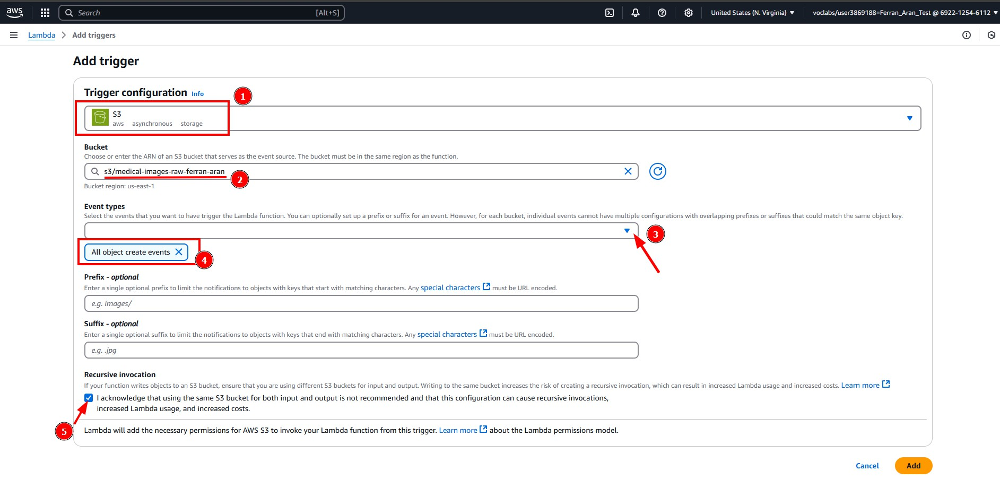 aws
Search [Alt+S]
United States (N. Virginia)
voclabs/user3869188=Ferran_Aran_Test @ 6922-1254-6112
Lambda
Add triggers
Add trigger
Trigger configuration Info
1
S3
aws asynchronous storage
Bucket
Choose or enter the ARN of an S3 bucket that serves as the event source. The bucket must be in the same region as the function.
s3/medical-images-raw-ferran-aran
2
Bucket region: us-east-1
Event types
Select the events that you want to have trigger the Lambda function. You can optionally set up a prefix or suffix for an event. However, for each bucket, individual events cannot have multiple configurations with overlapping prefixes or suffixes that could match the same object key.
3
All object create events
4
Prefix - optional
Enter a single optional prefix to limit the notifications to objects with keys that start with matching characters. Any special characters must be URL encoded.
e.g. images/
Suffix - optional
Enter a single optional suffix to limit the notifications to objects with keys that end with matching characters. Any special characters must be URL encoded.
e.g. .jpg
Recursive invocation
If your function writes objects to an S3 bucket, ensure that you are using different S3 buckets for input and output. Writing to the same bucket increases the risk of creating a recursive invocation, which can result in increased Lambda usage and increased costs. Learn more
I acknowledge that using the same S3 bucket for both input and output is not recommended and that this configuration can cause recursive invocations,
increased Lambda usage, and increased costs.
5
Lambda will add the necessary permissions for AWS S3 to invoke your Lambda function from this trigger. Learn more about the Lambda permissions model.
Cancel
Add